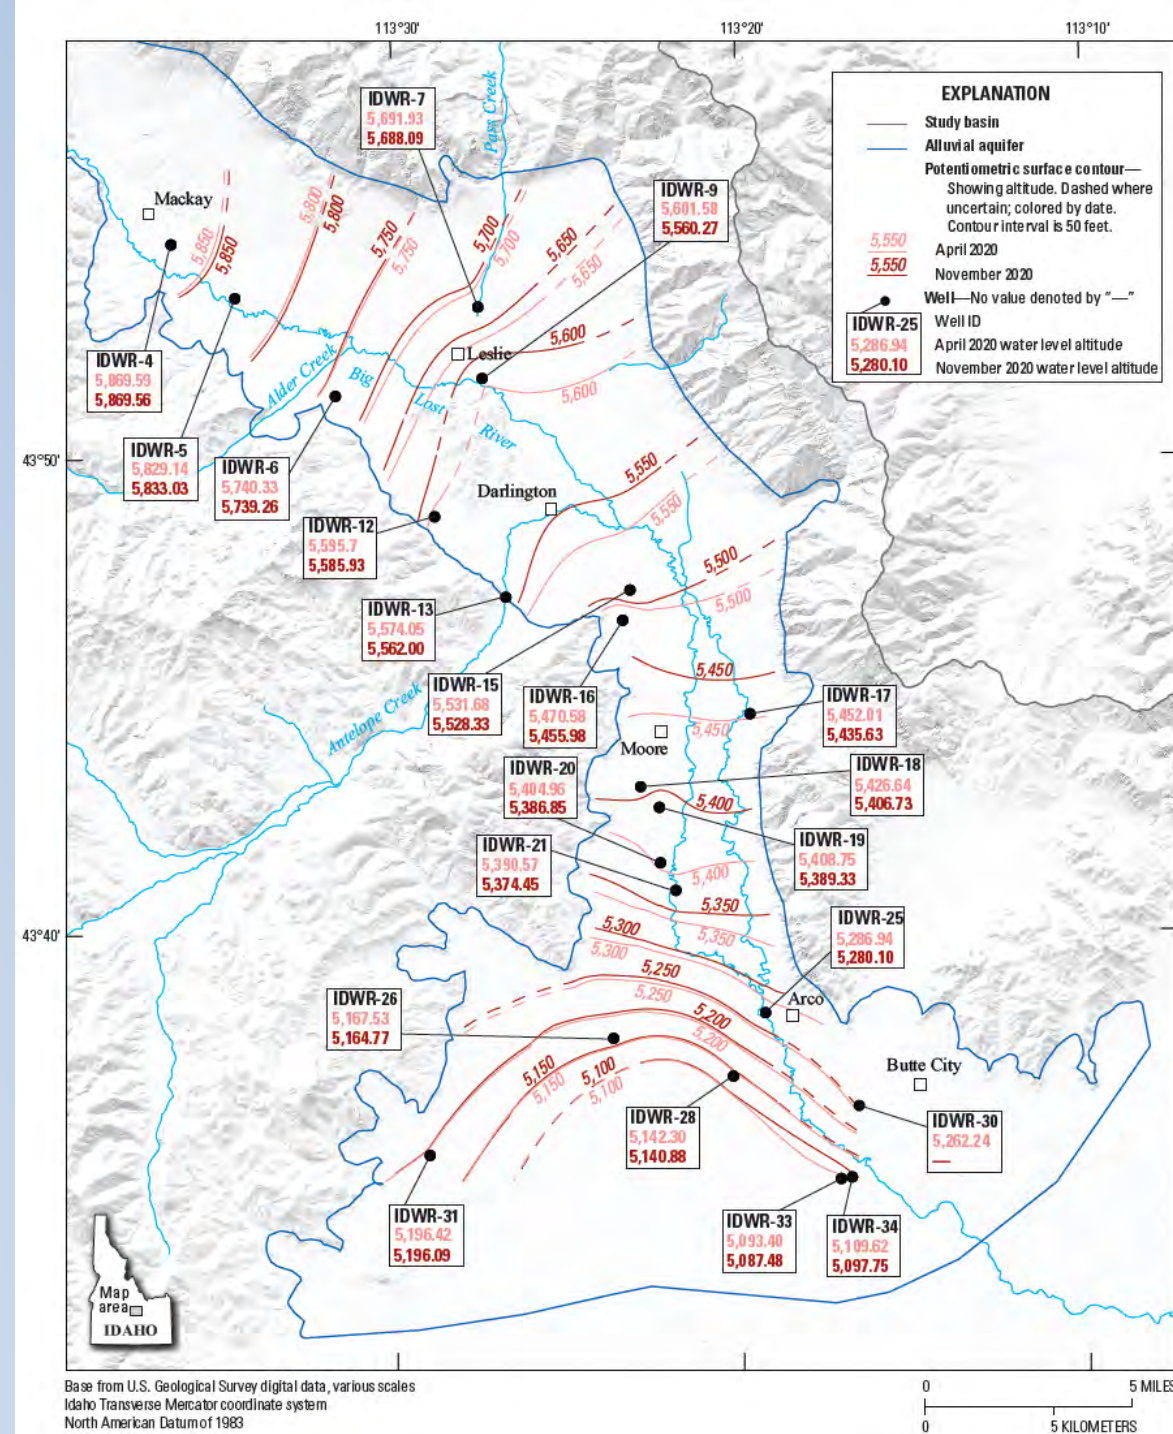 113°30'
113°20'
113°10'
IDWR-7
5,691.93
5,688.09
Pass Creek
EXPLANATION
Study basin
Alluvial aquifer
Potentiometric surface contour—
Showing altitude. Dashed where
uncertain; colored by date.
Contour interval is 50 feet.
5,550
April 2020
5,550
November 2020
Well—No value denoted by "—"
IDWR-25
Well ID
5,286.94
April 2020 water level altitude
5,280.10
November 2020 water level altitude
Mackay
5,850
5,850
5,800
5,800
5,750
5,750
5,700
5,700
5,650
5,650
IDWR-9
5,601.58
5,560.27
5,600
5,600
Leslie
IDWR-4
5,869.59
5,869.56
Alder Creek
Big
Lost
River
IDWR-5
5,829.14
5,833.03
IDWR-6
5,740.33
5,739.26
43°50'
Darlington
5,550
5,550
IDWR-12
5,595.7
5,585.93
5,500
5,500
IDWR-13
5,574.05
5,562.00
IDWR-15
5,531.68
5,528.33
IDWR-16
5,470.58
5,455.98
5,450
5,450
IDWR-17
5,452.01
5,435.63
Antelope Creek
Moore
IDWR-20
5,404.96
5,386.85
IDWR-18
5,426.64
5,406.73
5,400
5,400
IDWR-21
5,390.57
5,374.45
IDWR-19
5,408.75
5,389.33
5,350
5,350
IDWR-25
5,286.94
5,280.10
43°40'
5,300
5,300
5,250
5,250
Arco
IDWR-26
5,167.53
5,164.77
5,200
5,200
5,150
5,150
5,100
5,100
Butte City
IDWR-28
5,142.30
5,140.88
IDWR-30
5,262.24
—
IDWR-31
5,196.42
5,196.09
IDWR-33
5,093.40
5,087.48
IDWR-34
5,109.62
5,097.75
Map
area
IDAHO
Base from U.S. Geological Survey digital data, various scales
Idaho Transverse Mercator coordinate system
North American Datum of 1983
0
5 MILES
0
5 KILOMETERS